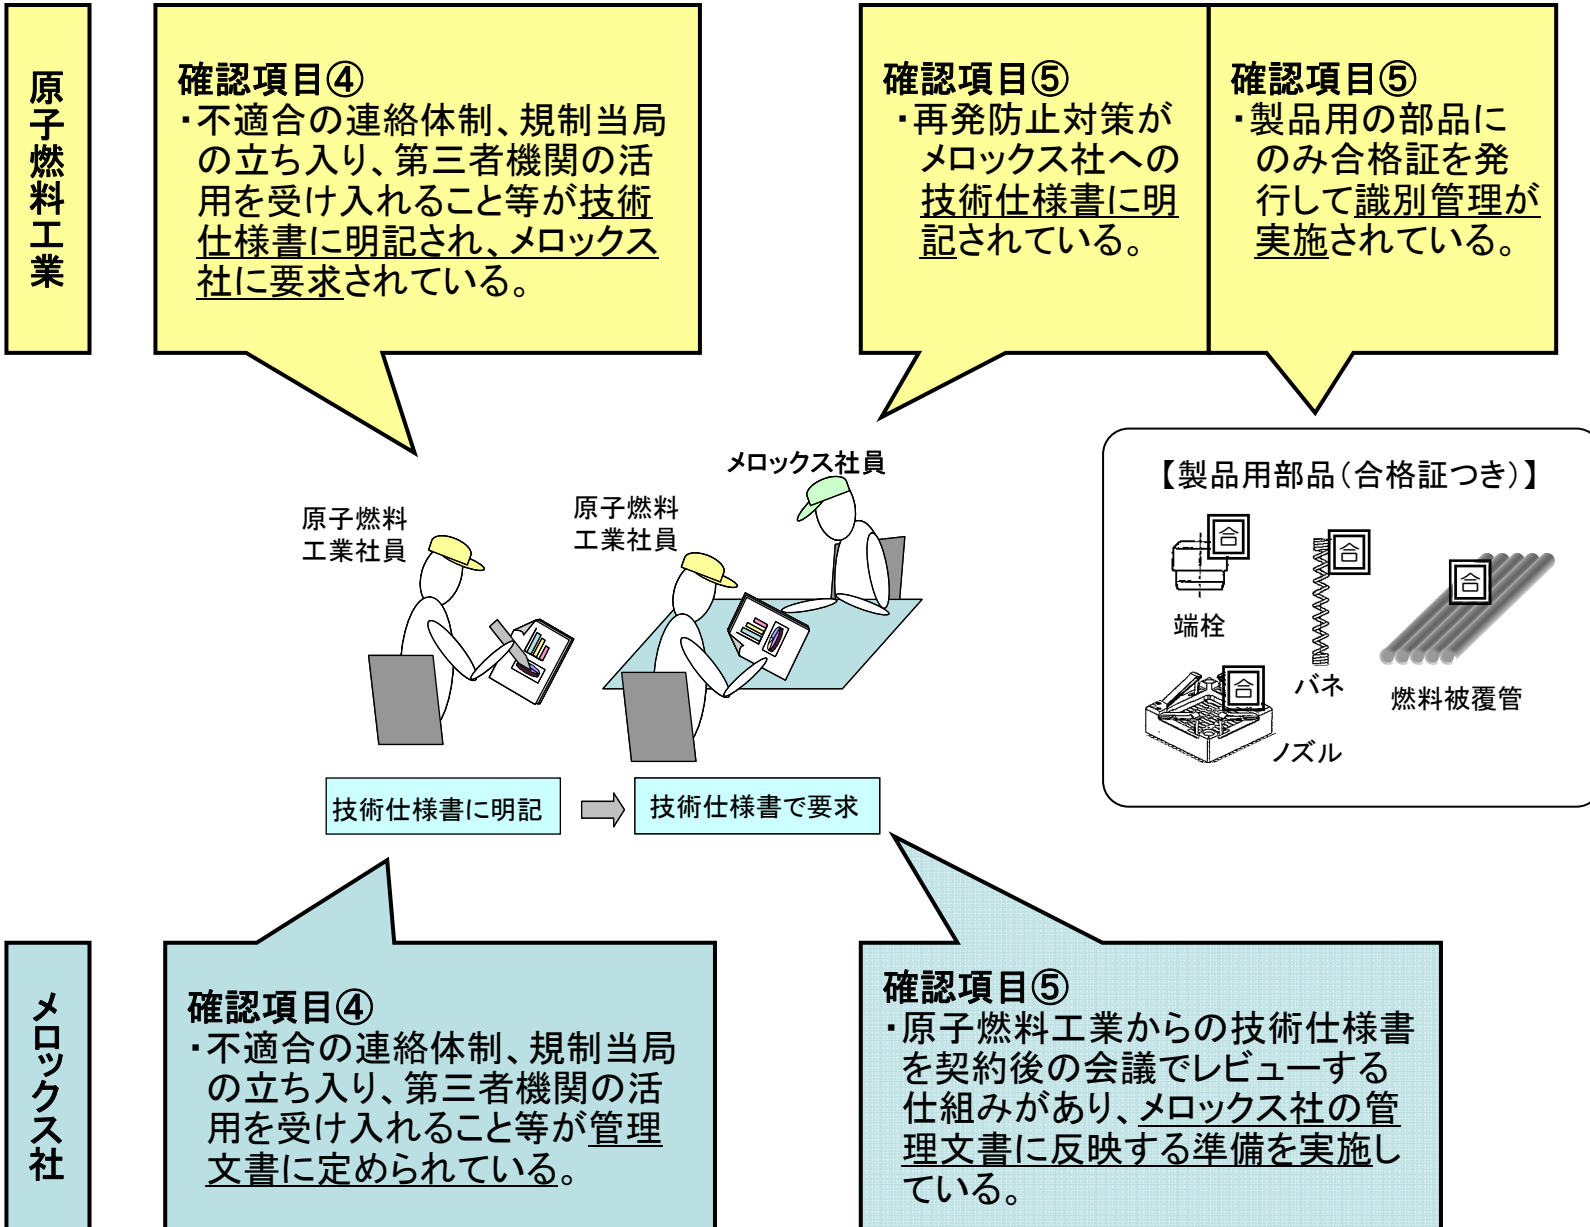 原子燃料工業
確認項目④
・不適合の連絡体制、規制当局
の立ち入り、第三者機関の活
用を受け入れること等が技術
仕様書に明記され、メロックス
社に要求されている。
確認項目⑤
・再発防止対策が
メロックス社への
技術仕様書に明
記されている。
確認項目⑤
・製品用の部品に
のみ合格証を発
行して識別管理が
実施されている。
メロックス社員
原子燃料
工業社員
原子燃料
工業社員
【製品用部品(合格証つき)】
合
合
合
端栓
バネ
燃料被覆管
合
ノズル
技術仕様書に明記
技術仕様書で要求
メロックス社
確認項目④
・不適合の連絡体制、規制当局
の立ち入り、第三者機関の活
用を受け入れること等が管理
文書に定められている。
確認項目⑤
・原子燃料工業からの技術仕様書
を契約後の会議でレビューする
仕組みがあり、メロックス社の管
理文書に反映する準備を実施し
ている。